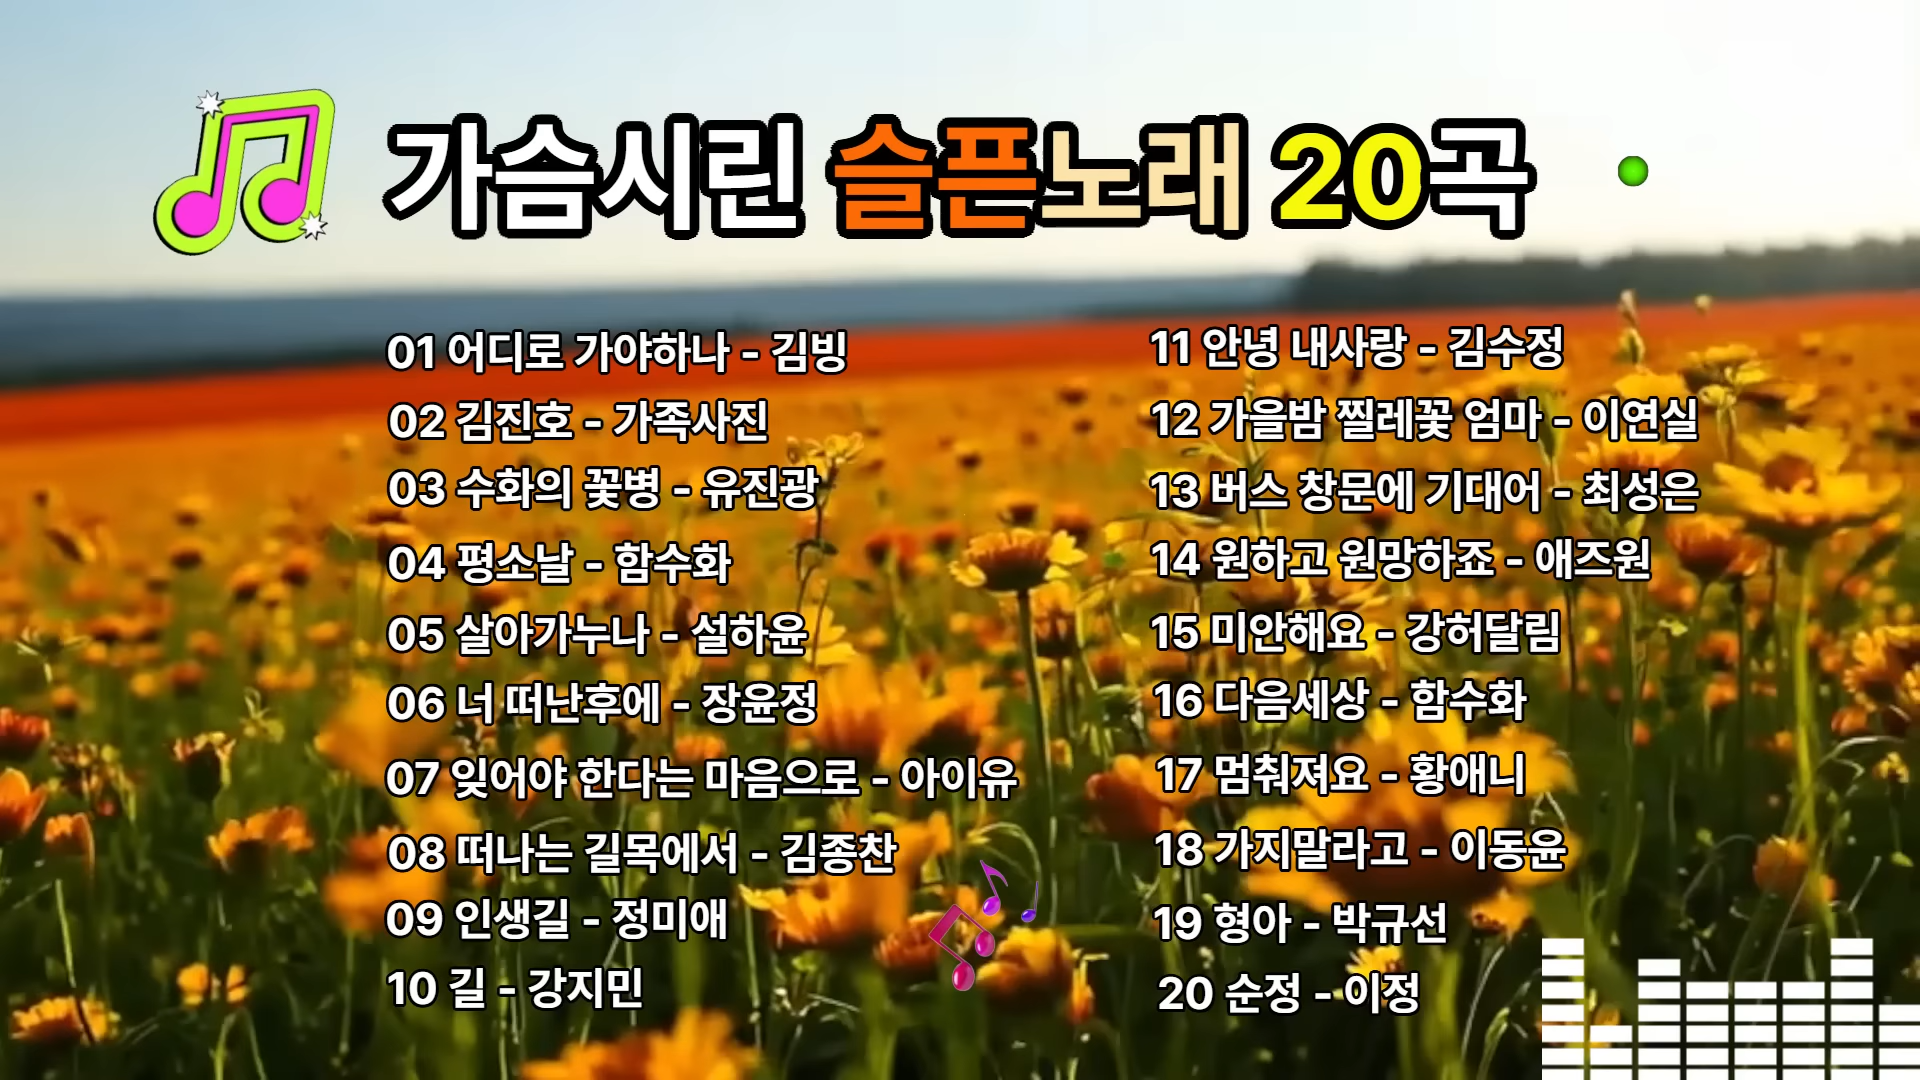 가슴시린 슬픈노래 20곡
01 어디로 가야하나 - 김빙
02 김진호 - 가족사진
03 수화의 꽃병 - 유진광
04 평소날 - 함수화
05 살아가누나 - 설하윤
06 너 떠난후에 - 장윤정
07 잊어야 한다는 마음으로 - 아이유
08 떠나는 길목에서 - 김종찬
09 인생길 - 정미애
10 길 - 강지민
11 안녕 내사랑 - 김수정
12 가을밤 찔레꽃 엄마 - 이연실
13 버스 창문에 기대어 - 최성은
14 원하고 원망하죠 - 애즈원
15 미안해요 - 강허달림
16 다음세상 - 함수화
17 멈춰져요 - 황애니
18 가지말라고 - 이동윤
19 형아 - 박규선
20 순정 - 이정